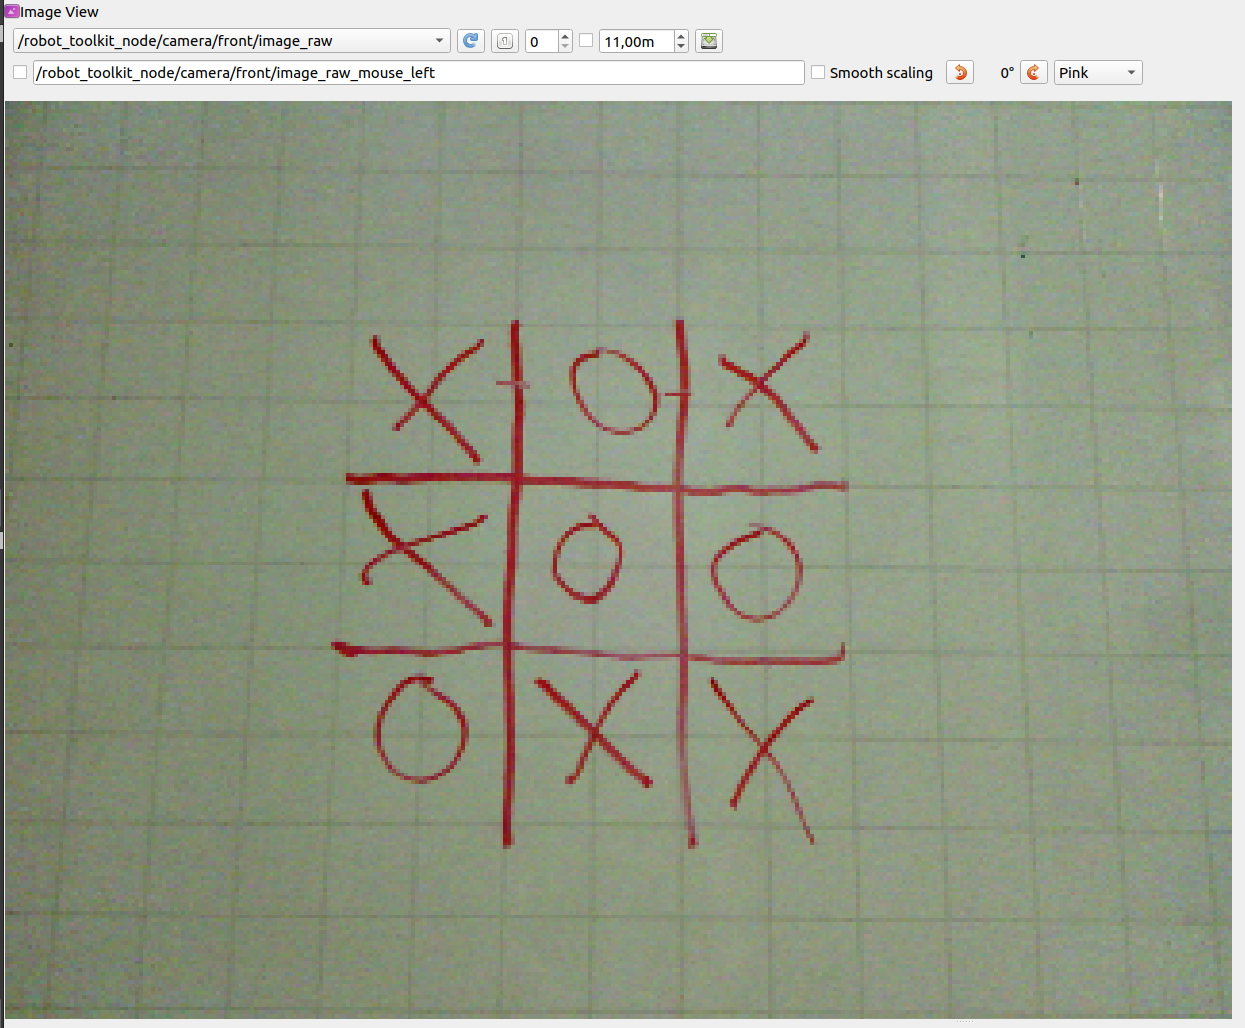 Image View
/robot_toolkit_node/camera/front/image_raw 0 11,00m
/robot_toolkit_node/camera/front/image_raw_mouse_left Smooth scaling 0° Pink
X O X
X O O
O X X